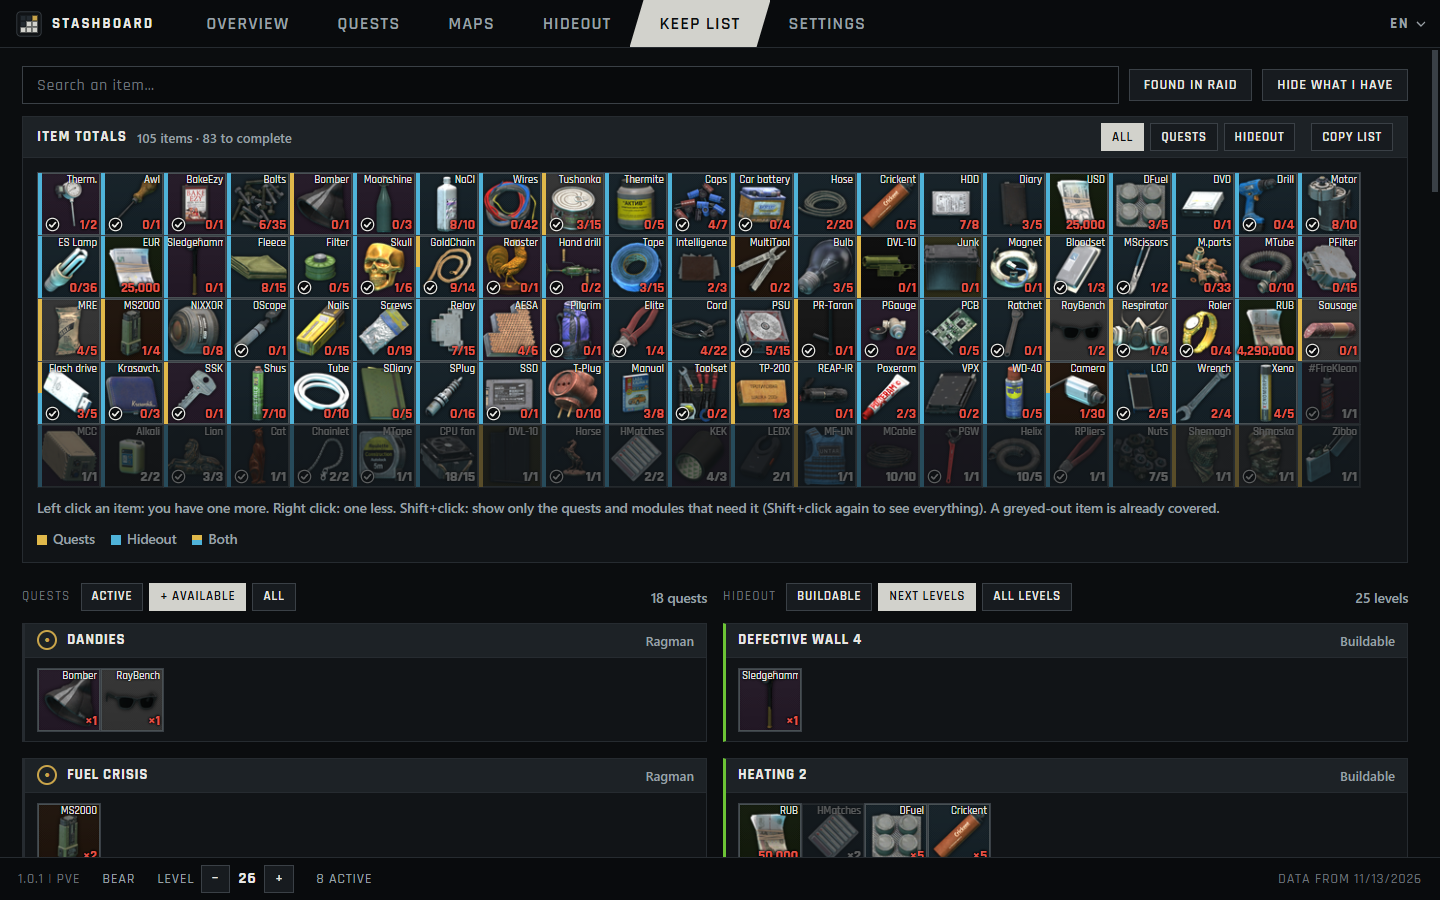 STASHBOARD OVERVIEW QUESTS MAPS HIDEOUT KEEP LIST SETTINGS EN
Search an item... FOUND IN RAID HIDE WHAT I HAVE
ITEM TOTALS 105 items · 83 to complete ALL QUESTS HIDEOUT COPY LIST
Therm. Awl BakeEzy Bolts Bomber Moonshine NaCl Wires Tushonka Thermite Caps Car battery Hose Crickent HDD Diary USD DFuel DVD Drill Motor
1/2 0/1 0/1 6/35 0/1 0/3 8/10 0/42 3/15 0/5 4/7 0/4 2/20 0/5 7/8 3/5 25,000 3/5 0/1 0/4 8/10
ES Lamp EUR Sledgehamm Fleece Filter Skull GoldChain Rooster Hand drill Tape Intelligence MultiTool Bulb DVL-10 Junk Magnet Bloodset MScissors M.parts MTube PFilter
0/36 25,000 0/1 8/15 0/5 1/6 9/14 0/1 0/2 3/15 2/3 0/2 3/5 0/1 0/1 0/1 1/3 1/2 0/33 0/10 0/15
MRE MS2000 NIXXOR OScope Nails Screws Relay AESA Pilgrim Elite Cord PSU PR-Taran PGauge PCB Ratchet RayBench Respirator Roler RUB Sausage
4/5 1/4 0/8 0/1 0/15 0/19 7/15 4/6 0/1 1/4 4/22 5/15 0/1 0/2 0/5 0/1 1/2 1/4 0/4 4,290,000 0/1
Flash drive Krasavch. SSK Shus Tube SDiary SPlug SSD T-Plug Manual Toolset TP-200 REAP-IR Paxeram VPX WD-40 Camera LCD Wrench Xeno #FireKlean
3/5 0/3 0/1 7/10 0/10 0/5 0/16 0/1 0/10 3/8 0/2 1/3 0/1 2/3 0/2 0/5 1/30 2/5 2/4 4/5 1/1
MCC Alkali Lion Cat Chainlet MTape CPU fan DVL-10 Horse HMatches KEK LEDX MF-UN MCable PGW Helix RPliers Nuts Shemagh Shmaska Zibbo
1/1 2/2 3/3 1/1 2/2 1/1 18/15 1/1 1/1 2/2 4/3 2/1 1/1 10/10 1/1 10/5 1/1 7/5 1/1 1/1 1/1
Left click an item: you have one more. Right click: one less. Shift+click: show only the quests and modules that need it (Shift+click again to see everything). A greyed-out item is already covered.
Quests Hideout Both
QUESTS ACTIVE + AVAILABLE ALL 18 quests HIDEOUT BUILDABLE NEXT LEVELS ALL LEVELS 25 levels
DANDIES Ragman DEFECTIVE WALL 4 Buildable
Bomber RayBench Sledgehamm
×1 ×1 ×1
FUEL CRISIS Ragman HEATING 2 Buildable
MS2000 RUB HMatches DFuel Crickent
×2 50,000 ×2 ×5 ×5
1.0.1 | PVE BEAR LEVEL − 26 + 8 ACTIVE DATA FROM 11/13/2026